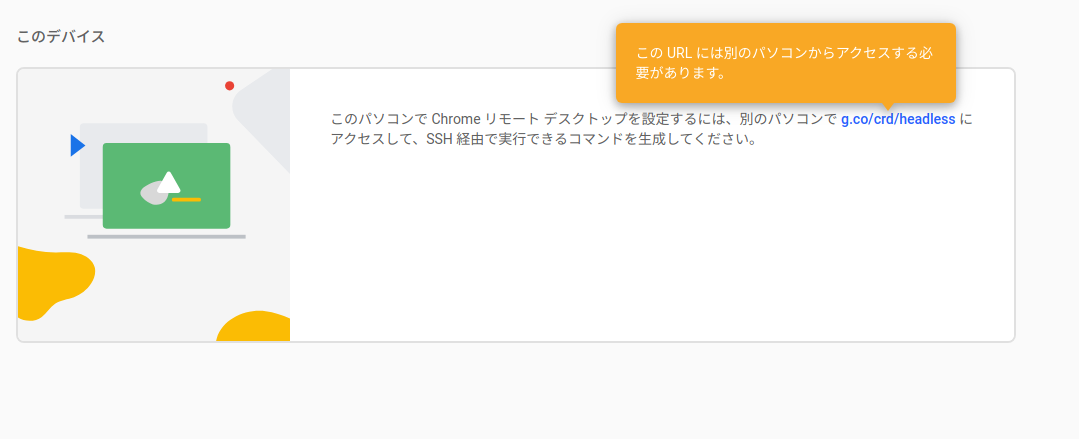 このデバイス
この URL には別のパソコンからアクセスする必
要があります。
このパソコンで Chrome リモート デスクトップを設定するには、別のパソコンで g.co/crd/headless に
アクセスして、SSH 経由で実行できるコマンドを生成してください。